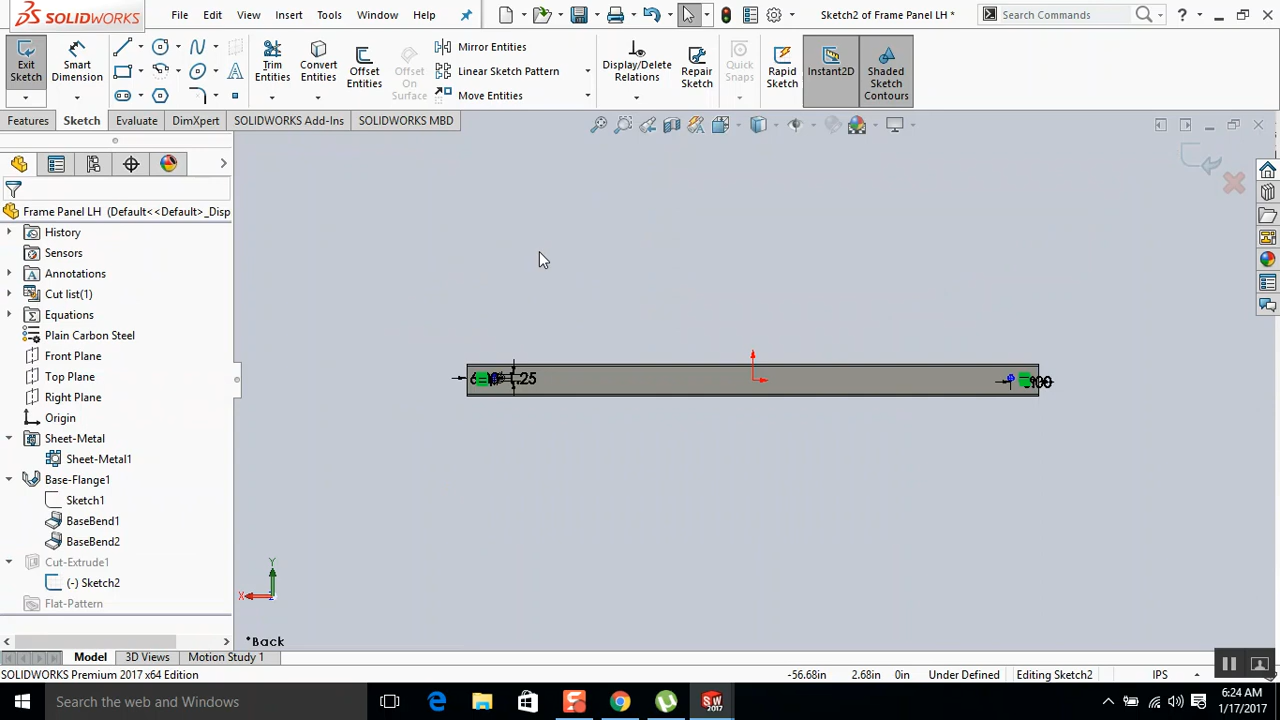 SOLIDWORKS File Edit View Insert Tools Window Help Sketch2 of Frame Panel LH * Search Commands ?
Exit Sketch
Smart Dimension
Trim Entities
Convert Entities
Offset Entities
Offset On Surface
Mirror Entities
Linear Sketch Pattern
Move Entities
Display/Delete Relations
Repair Sketch
Quick Snaps
Rapid Sketch
Instant2D
Shaded Sketch Contours
Features Sketch Evaluate DimXpert SOLIDWORKS Add-Ins SOLIDWORKS MBD
Frame Panel LH (Default<<Default>_Disp
History
Sensors
Annotations
Cut list(1)
Equations
Plain Carbon Steel
Front Plane
Top Plane
Right Plane
Origin
Sheet-Metal
Sheet-Metal1
Base-Flange1
Sketch1
BaseBend1
BaseBend2
Cut-Extrude1
(-) Sketch2
Flat-Pattern
Y
X
*Back
Model 3D Views Motion Study 1
SOLIDWORKS Premium 2017 x64 Edition -56.68in 2.68in 0in Under Defined Editing Sketch2 IPS
Search the web and Windows
SW 2017
6:24 AM
1/17/2017